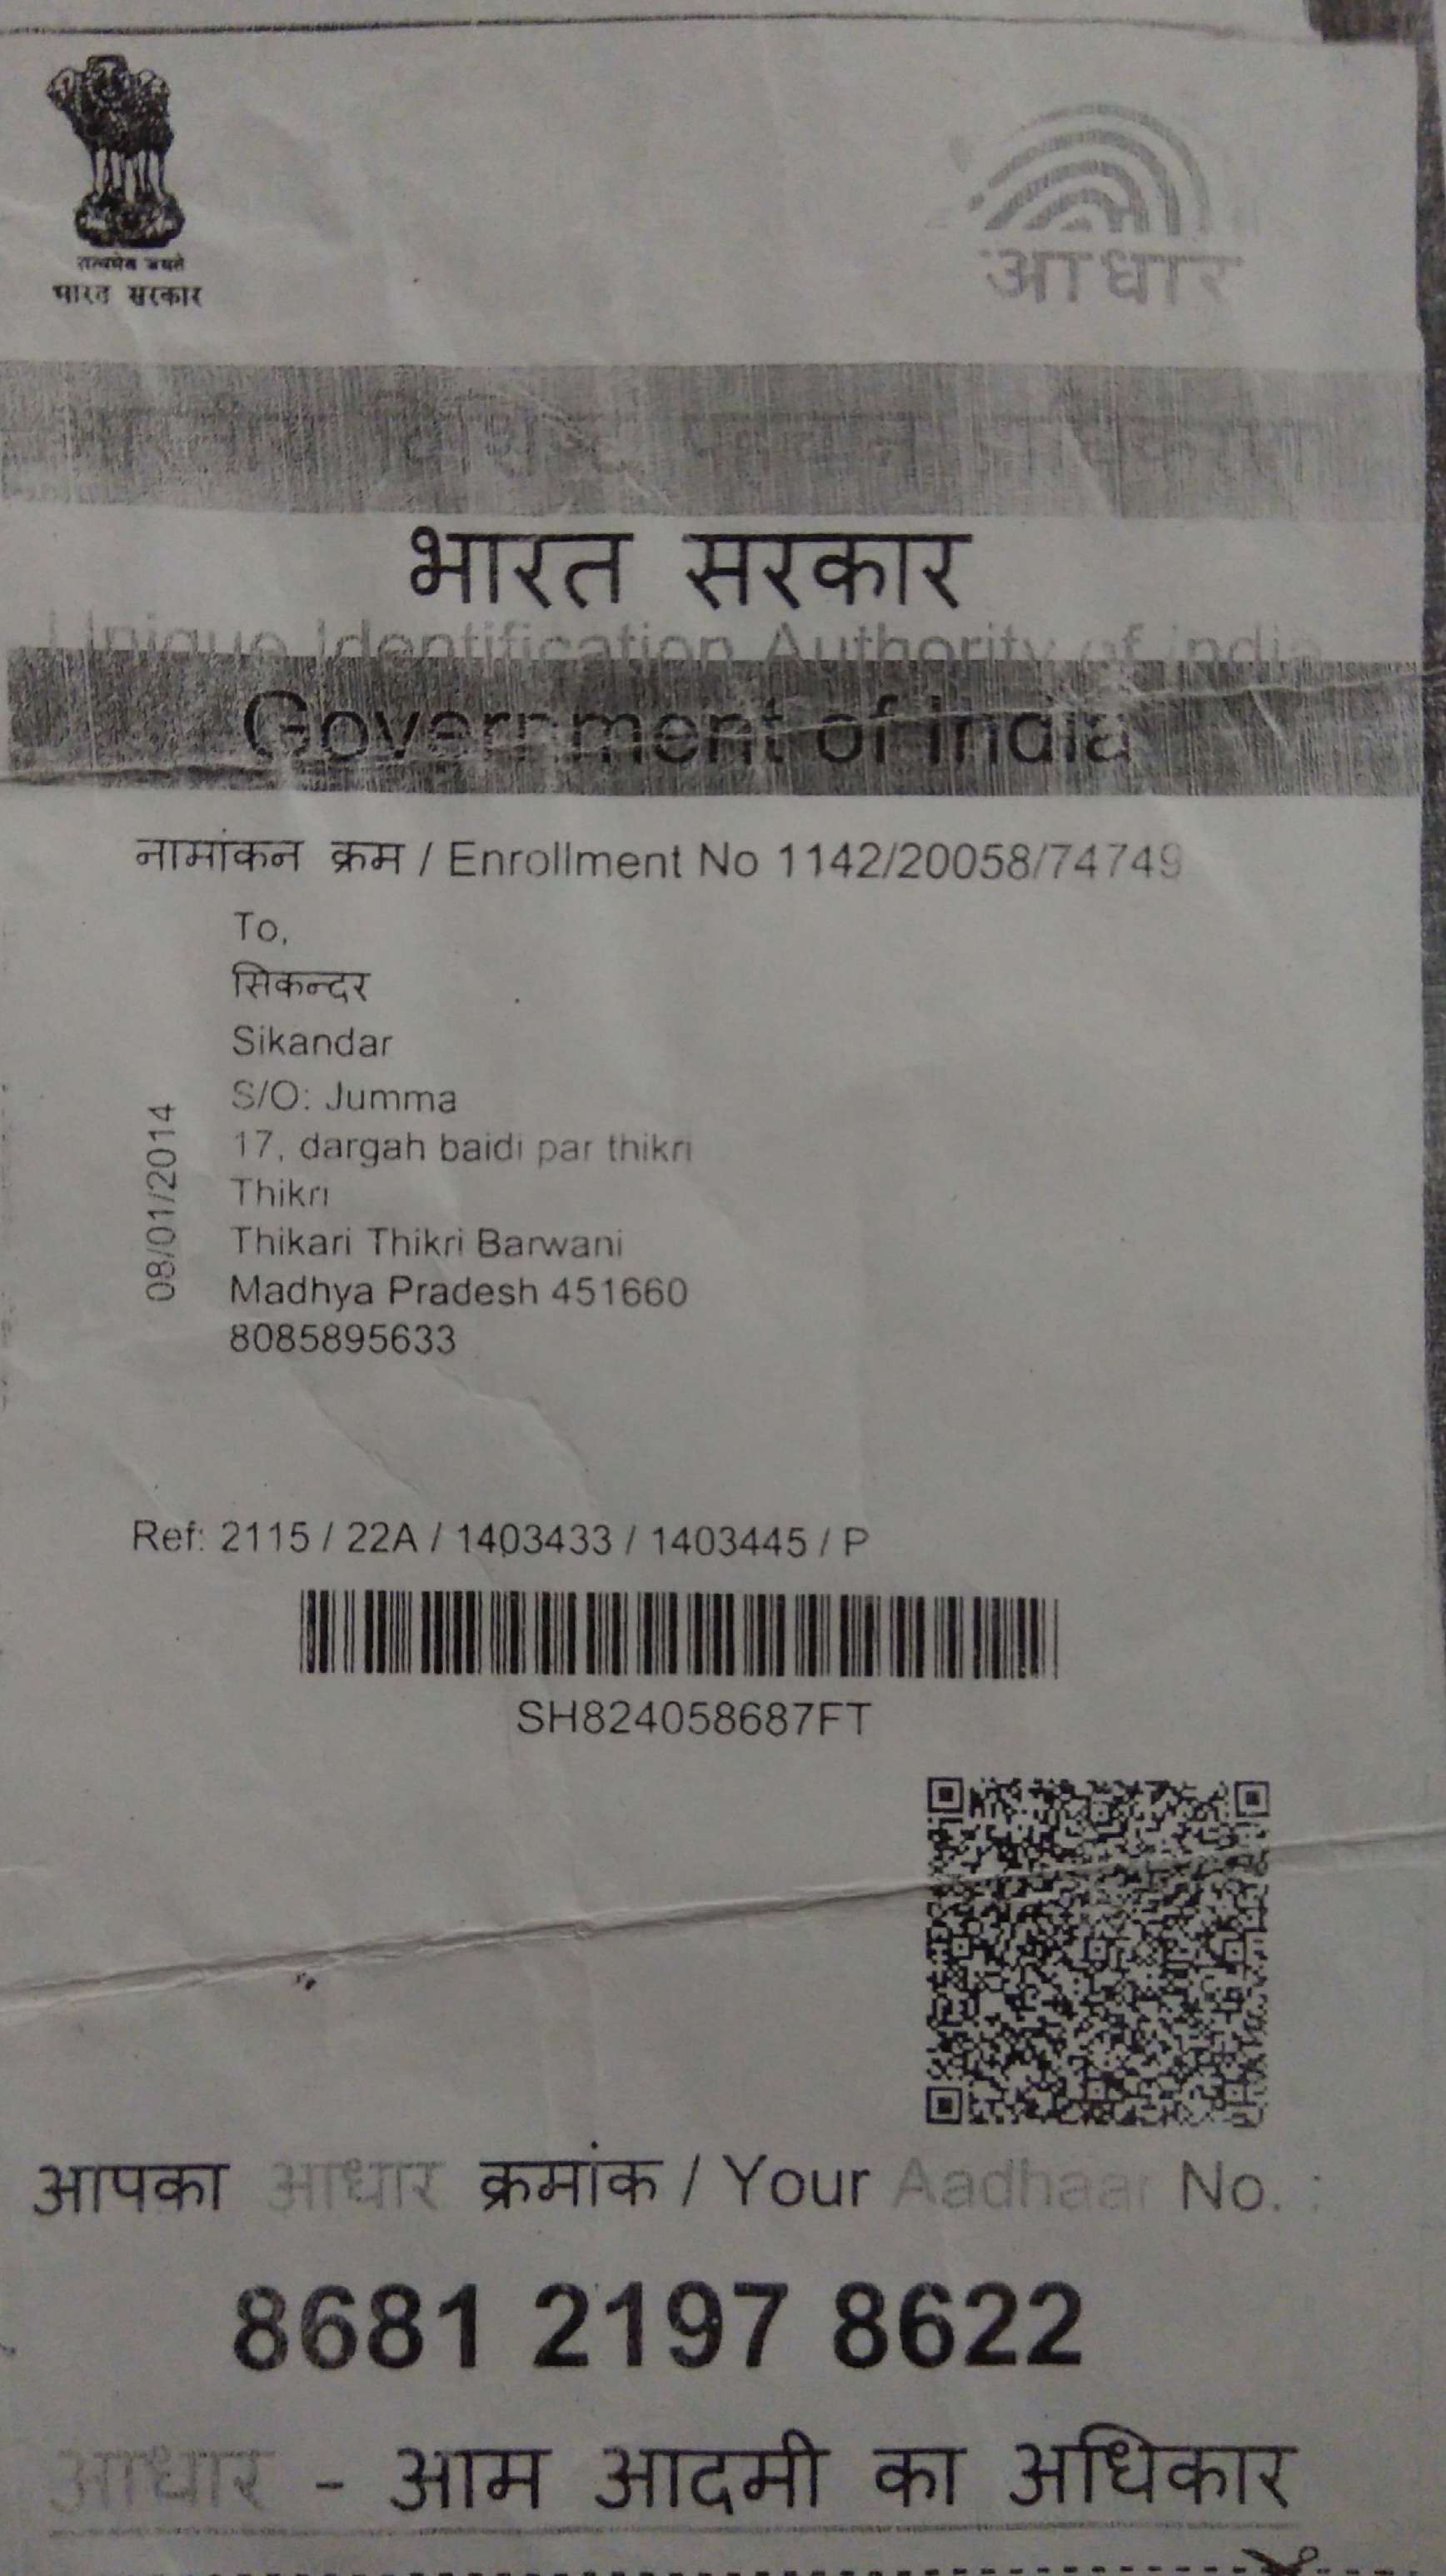 सत्यमेव जयते
भारत सरकार
आधार
भारत सरकार
Unique Identification Authority of India
Government of India
नामांकन क्रम / Enrollment No 1142/20058/74749
To,
सिकन्दर
Sikandar
S/O: Jumma
17, dargah baidi par thikri
Thikri
Thikari Thikri Barwani
Madhya Pradesh 451660
8085895633
08/01/2014
Ref: 2115 / 22A / 1403433 / 1403445 / P
SH824058687FT
आपका आधार क्रमांक / Your Aadhaar No. :
8681 2197 8622
आधार - आम आदमी का अधिकार